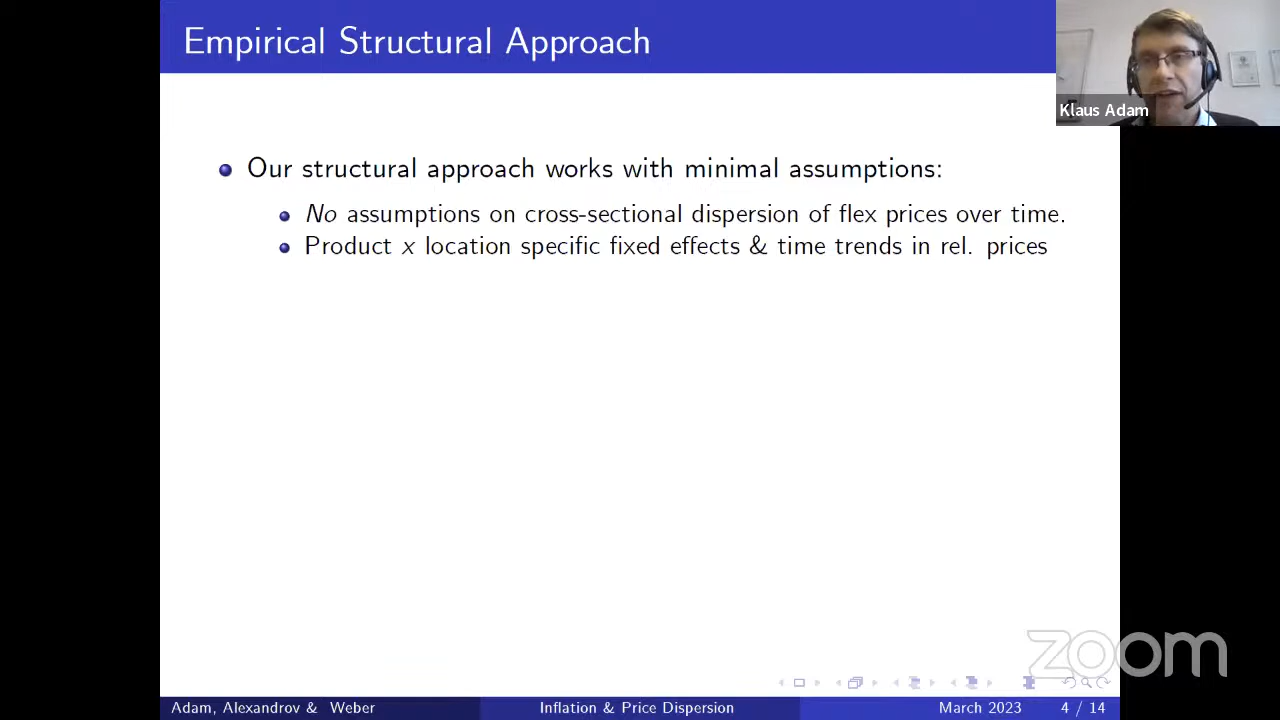 Empirical Structural Approach
Klaus Adam
Our structural approach works with minimal assumptions:
No assumptions on cross-sectional dispersion of flex prices over time.
Product x location specific fixed effects & time trends in rel. prices
zoom
Adam, Alexandrov & Weber
Inflation & Price Dispersion
March 2023
4 / 14